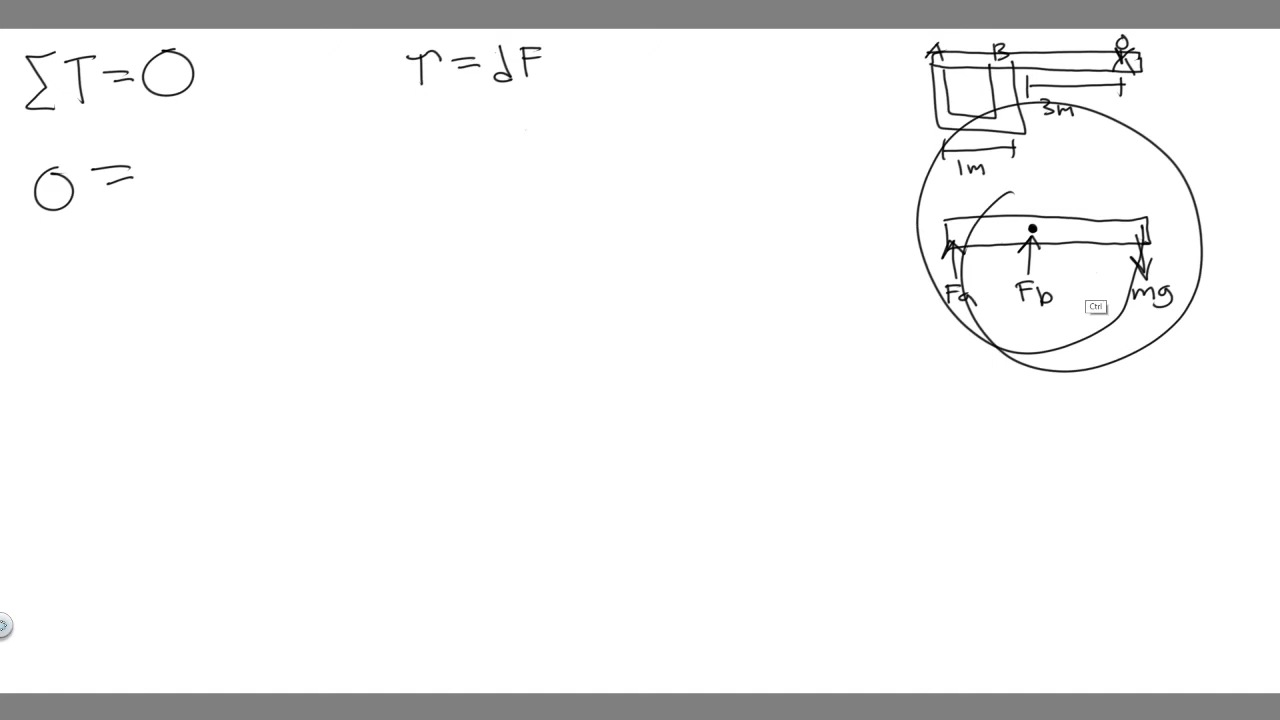 ΣT=0
τ=dF
0=
A B
3m
1m
Fa Fb mg
Ctrl